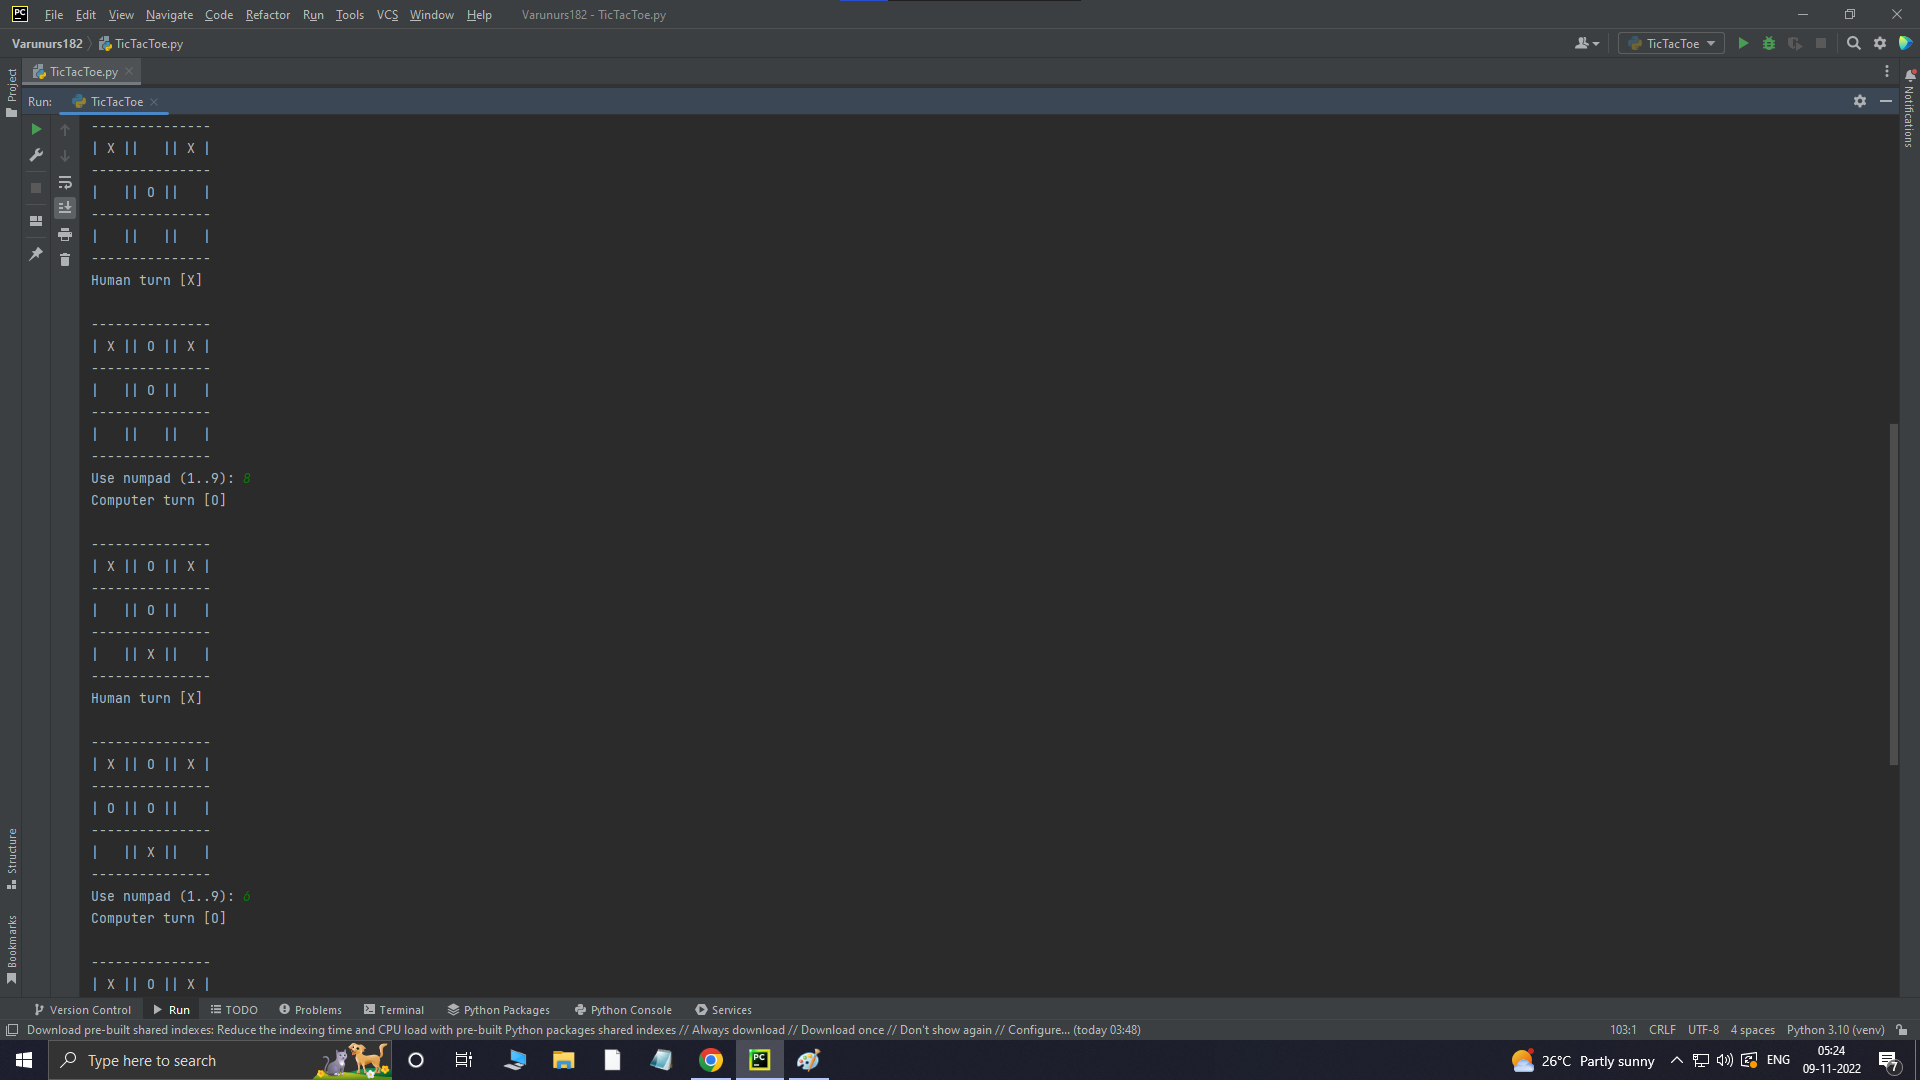 PC File Edit View Navigate Code Refactor Run Tools VCS Window Help Varunurs182 - TicTacToe.py
Varunurs182 TicTacToe.py TicTacToe
Project TicTacToe.py
Notifications
Run: TicTacToe
---------------
| X ||   || X |
---------------
|   || O ||   |
---------------
|   ||   ||   |
---------------
Human turn [X]
---------------
| X || O || X |
---------------
|   || O ||   |
---------------
|   ||   ||   |
---------------
Use numpad (1..9): 8
Computer turn [O]
---------------
| X || O || X |
---------------
|   || O ||   |
---------------
|   || X ||   |
---------------
Human turn [X]
---------------
| X || O || X |
---------------
| O || O ||   |
---------------
|   || X ||   |
---------------
Use numpad (1..9): 6
Computer turn [O]
---------------
| X || O || X |
Structure
Bookmarks
Version Control Run TODO Problems Terminal Python Packages Python Console Services
Download pre-built shared indexes: Reduce the indexing time and CPU load with pre-built Python packages shared indexes // Always download // Download once // Don't show again // Configure... (today 03:48) 103:1 CRLF UTF-8 4 spaces Python 3.10 (venv)
Type here to search PC 26°C Partly sunny ENG 05:24
09-11-2022 7